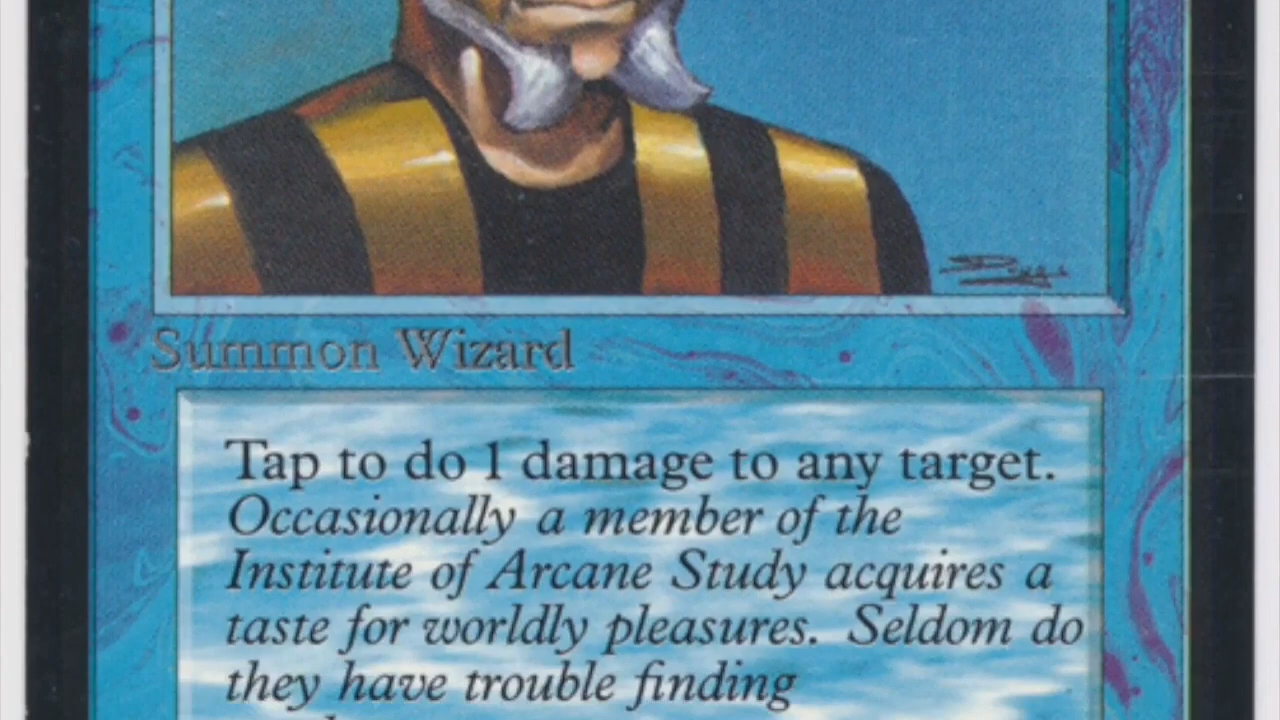 Summon Wizard
Tap to do 1 damage to any target.
Occasionally a member of the
Institute of Arcane Study acquires a
taste for worldly pleasures. Seldom do
they have trouble finding